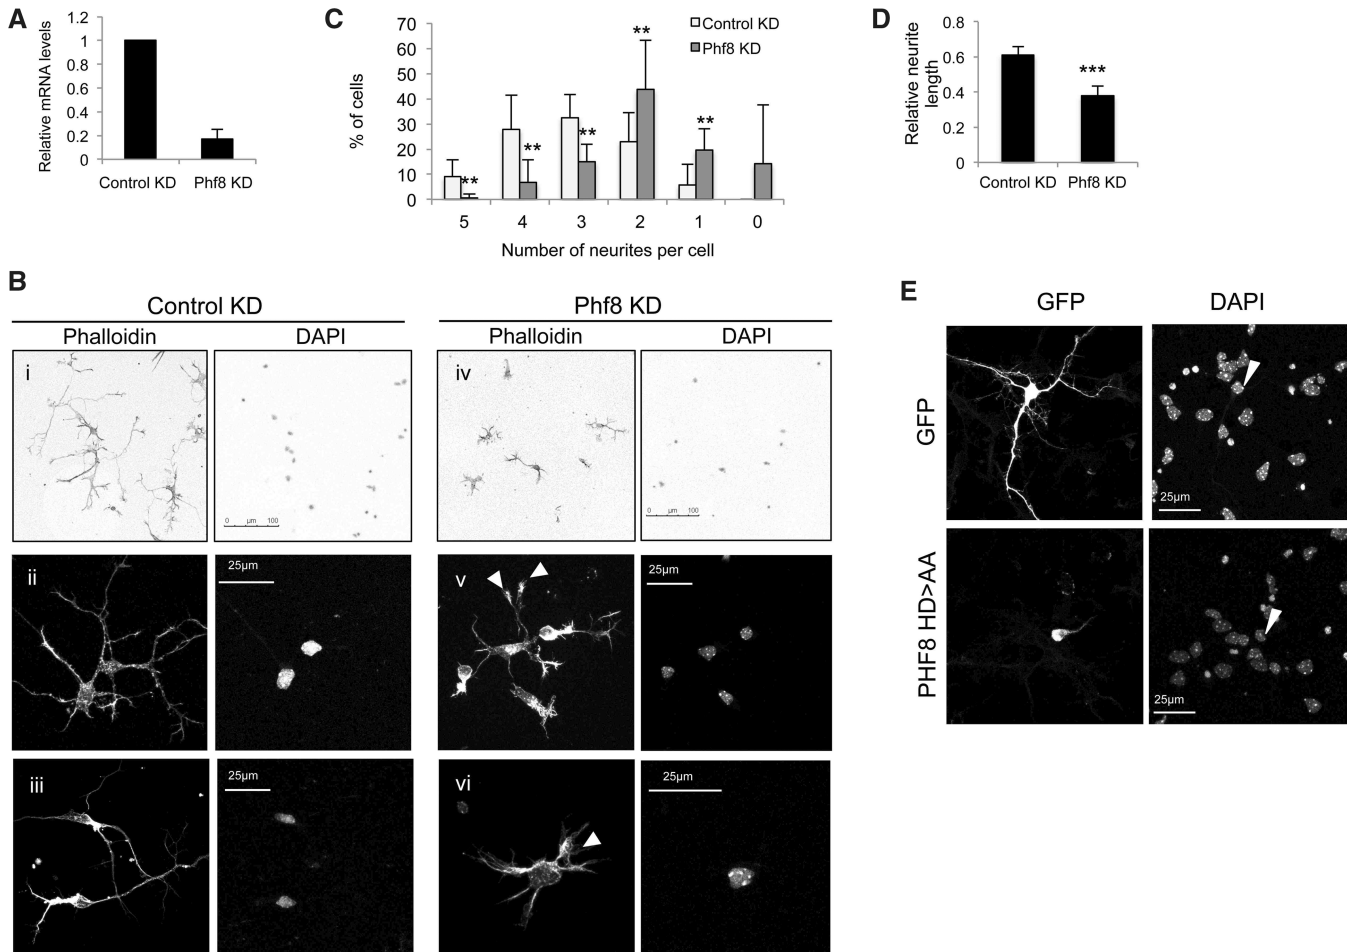 A
1.2
1
0.8
0.6
0.4
0.2
0
Relative mRNA levels
Control KD
Phf8 KD
C
70
60
50
40
30
20
10
0
% of cells
Control KD
Phf8 KD
**
**
**
**
**
5
4
3
2
1
0
Number of neurites per cell
D
0.8
0.6
0.4
0.2
0
Relative neurite
length
***
Control KD
Phf8 KD
B
Control KD
Phf8 KD
Phalloidin
DAPI
Phalloidin
DAPI
i
0 µm 100
iv
0 µm 100
ii
25µm
v
25µm
iii
25µm
vi
25µm
E
GFP
DAPI
GFP
25µm
PHF8 HD>AA
25µm